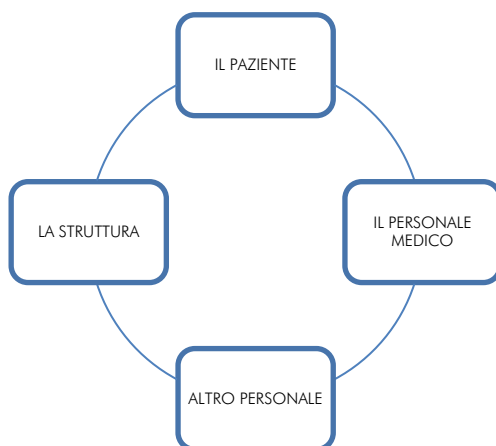 IL PAZIENTE
LA STRUTTURA
IL PERSONALE
MEDICO
ALTRO PERSONALE